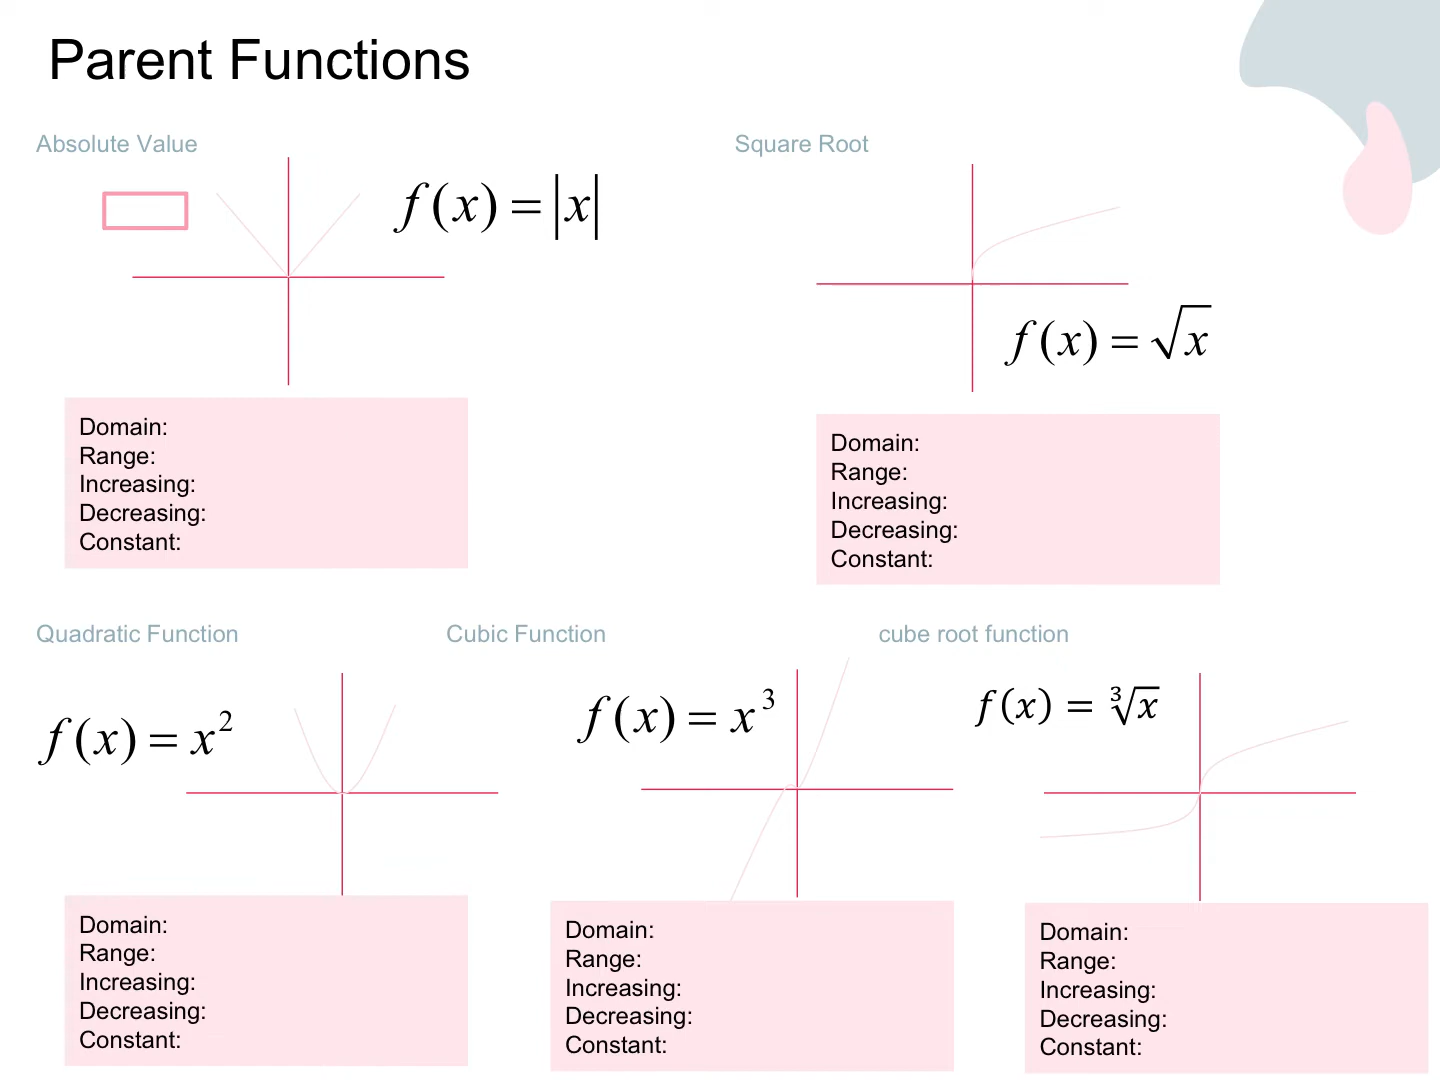 Parent Functions
Absolute Value
f(x) = |x|
Domain:
Range:
Increasing:
Decreasing:
Constant:
Square Root
f(x) = √x
Domain:
Range:
Increasing:
Decreasing:
Constant:
Quadratic Function
f(x) = x²
Domain:
Range:
Increasing:
Decreasing:
Constant:
Cubic Function
f(x) = x³
Domain:
Range:
Increasing:
Decreasing:
Constant:
cube root function
f(x) = ∛x
Domain:
Range:
Increasing:
Decreasing:
Constant: